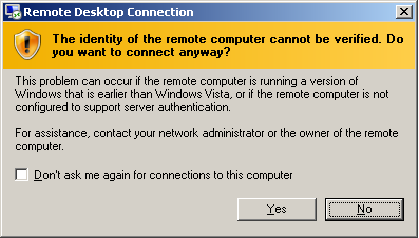 Remote Desktop Connection
The identity of the remote computer cannot be verified. Do
you want to connect anyway?
This problem can occur if the remote computer is running a version of
Windows that is earlier than Windows Vista, or if the remote computer is not
configured to support server authentication.
For assistance, contact your network administrator or the owner of the remote
computer.
Don't ask me again for connections to this computer
Yes
No